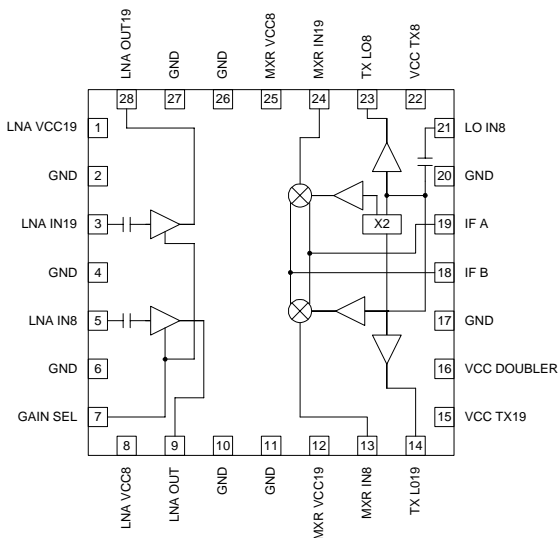 LNA OUT19
GND
GND
MXR VCC8
MXR IN19
TX LO8
VCC TX8
28
27
26
25
24
23
22
LNA VCC19
1
21
LO IN8
GND
2
20
GND
LNA IN19
3
X2
19
IF A
GND
4
18
IF B
LNA IN8
5
17
GND
GND
6
16
VCC DOUBLER
GAIN SEL
7
15
VCC TX19
8
9
10
11
12
13
14
LNA VCC8
LNA OUT
GND
GND
MXR VCC19
MXR IN8
TX L019